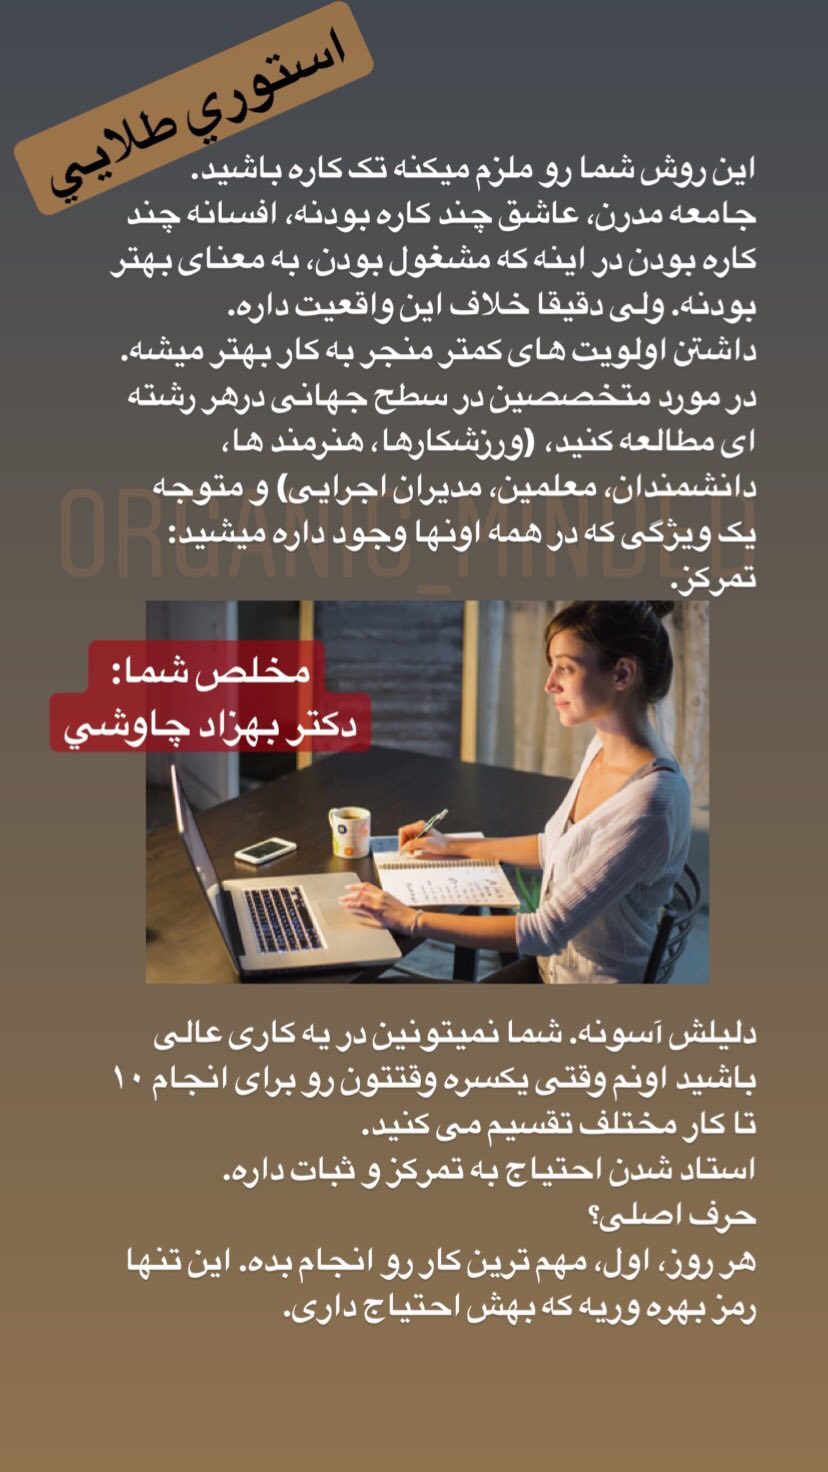 استوري طلايي
این روش شما رو ملزم میکنه تک کاره باشید.
جامعه مدرن، عاشق چند کاره بودنه، افسانه چند
کاره بودن در اینه که مشغول بودن، به معنای بهتر
بودنه. ولی دقیقا خلاف این واقعیت داره.
داشتن اولویت های کمتر منجر به کار بهتر میشه.
در مورد متخصصین در سطح جهانی درهر رشته
ای مطالعه کنید، (ورزشکارها، هنرمند ها،
دانشمندان، معلمین، مدیران اجرایی) و متوجه
یک ویژگی که در همه اونها وجود داره میشید:
تمرکز.
ORGANIC_MINDED
مخلص شما:
دکتر بهزاد چاوشي
دلیلش آسونه. شما نمیتونین در یه کاری عالی
باشید اونم وقتی یکسره وقتتون رو برای انجام ۱۰
تا کار مختلف تقسیم می کنید.
استاد شدن احتیاج به تمرکز و ثبات داره.
حرف اصلی؟
هر روز، اول، مهم ترین کار رو انجام بده. این تنها
رمز بهره وریه که بهش احتیاج داری.